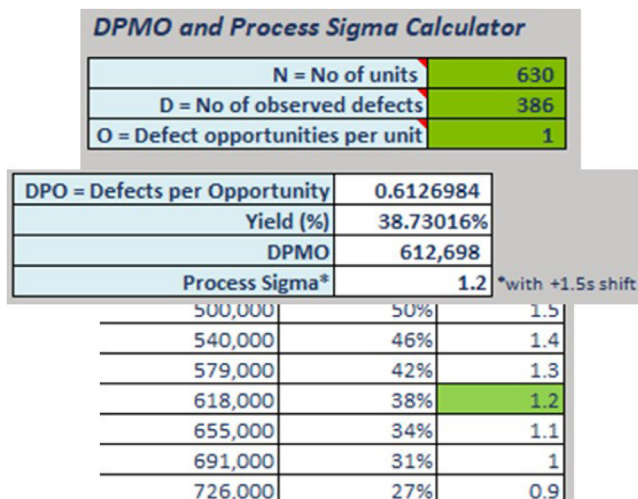 DPMO and Process Sigma Calculator
N = No of units 630
D = No of observed defects 386
O = Defect opportunities per unit 1
DPO = Defects per Opportunity 0.6126984
Yield (%) 38.73016%
DPMO 612,698
Process Sigma* 1.2 *with +1.5s shift
500,000 50% 1.5
540,000 46% 1.4
579,000 42% 1.3
618,000 38% 1.2
655,000 34% 1.1
691,000 31% 1
726,000 27% 0.9